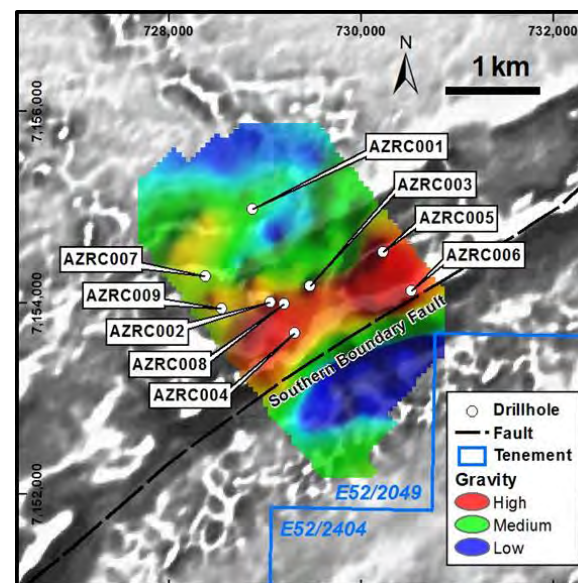 728,000
730,000
732,000
N
1 km
7,156,000
AZRC001
AZRC003
AZRC005
AZRC006
AZRC007
7,154,000
AZRC009
AZRC002
AZRC008
AZRC004
Southern Boundary Fault
7,152,000
E52/2049
E52/2404
Drillhole
Fault
Tenement
Gravity
High
Medium
Low